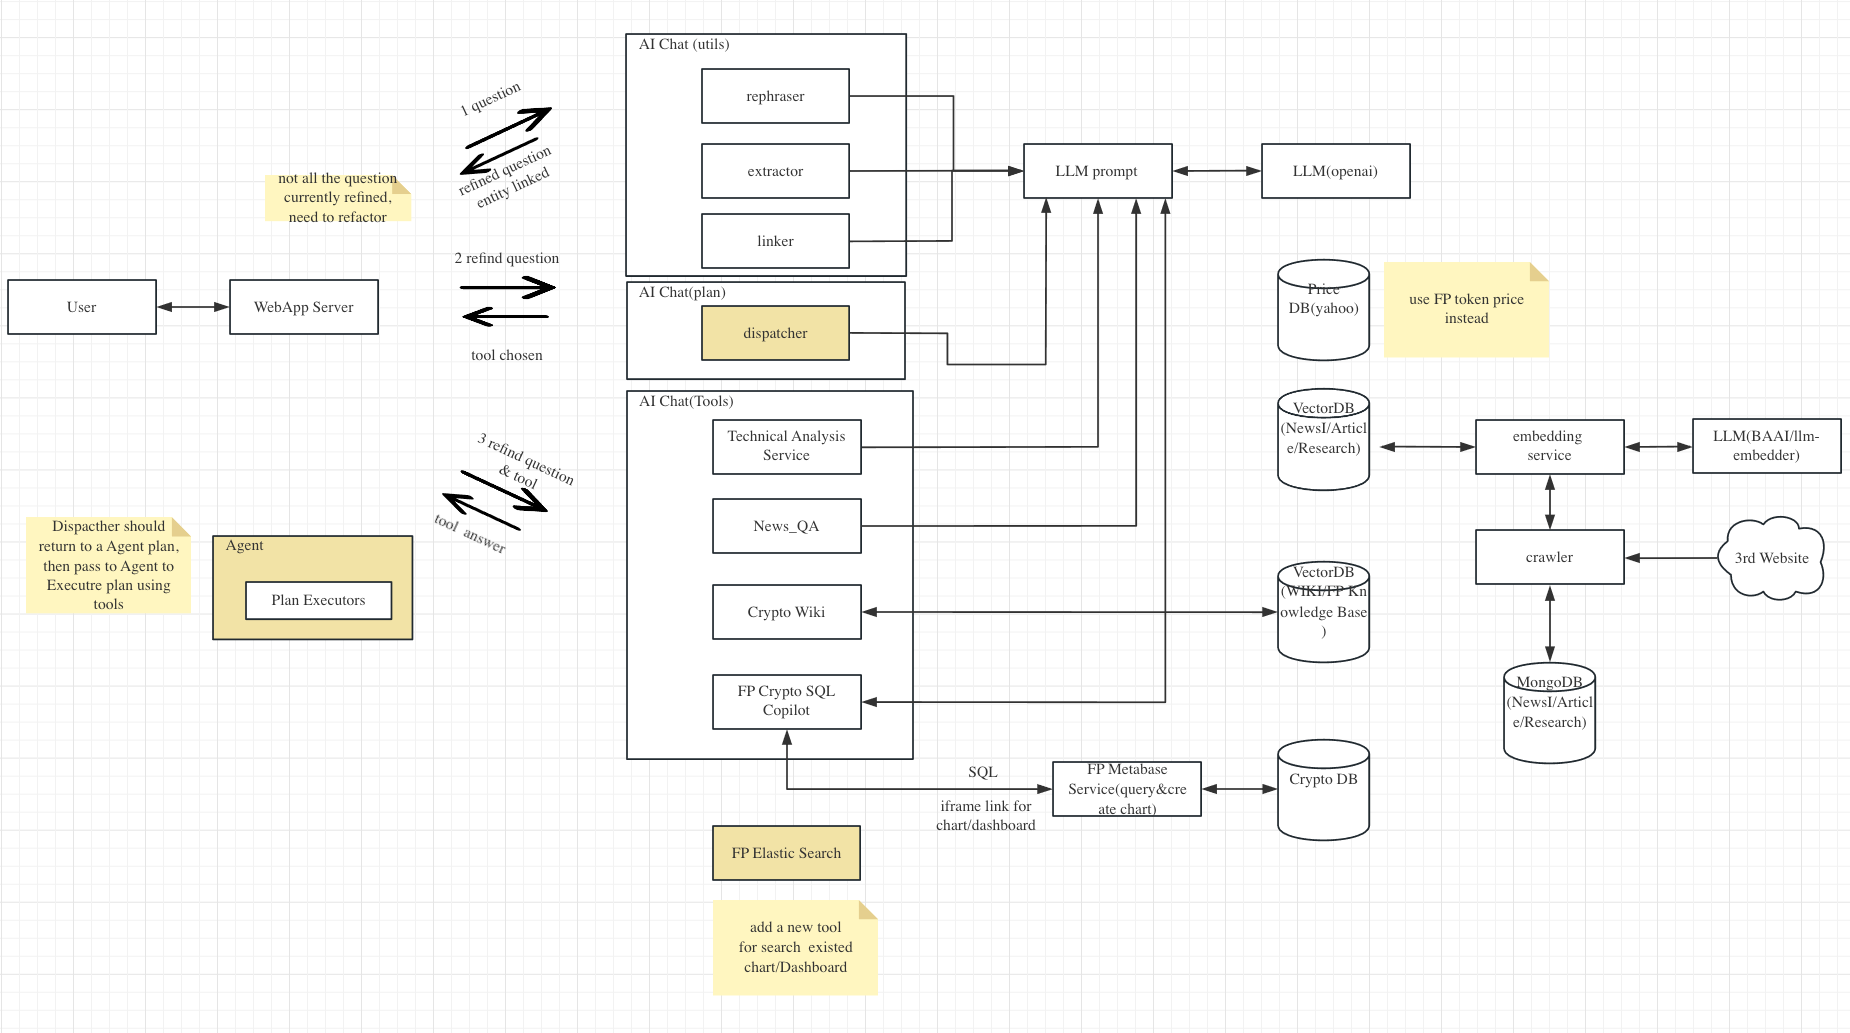 AI Chat (utils)
rephraser
extractor
linker
LLM prompt
LLM(openai)
1 question
refined question
entity linked
not all the question
currently refined,
need to refactor
2 refind question
tool chosen
User
WebApp Server
AI Chat(plan)
dispatcher
Price
DB(yahoo)
use FP token price
instead
AI Chat(Tools)
Technical Analysis
Service
News_QA
Crypto Wiki
FP Crypto SQL
Copilot
3 refind question
& tool
tool answer
Dispacther should
return to a Agent plan,
then pass to Agent to
Executre plan using
tools
Agent
Plan Executors
VectorDB
(NewsI/Articl
e/Research)
embedding
service
LLM(BAAI/llm-
embedder)
crawler
3rd Website
VectorDB
(WIKI/FP Kn
owledge Base
)
MongoDB
(NewsI/Articl
e/Research)
SQL
iframe link for
chart/dashboard
FP Metabase
Service(query&cre
ate chart)
Crypto DB
FP Elastic Search
add a new tool
for search existed
chart/Dashboard